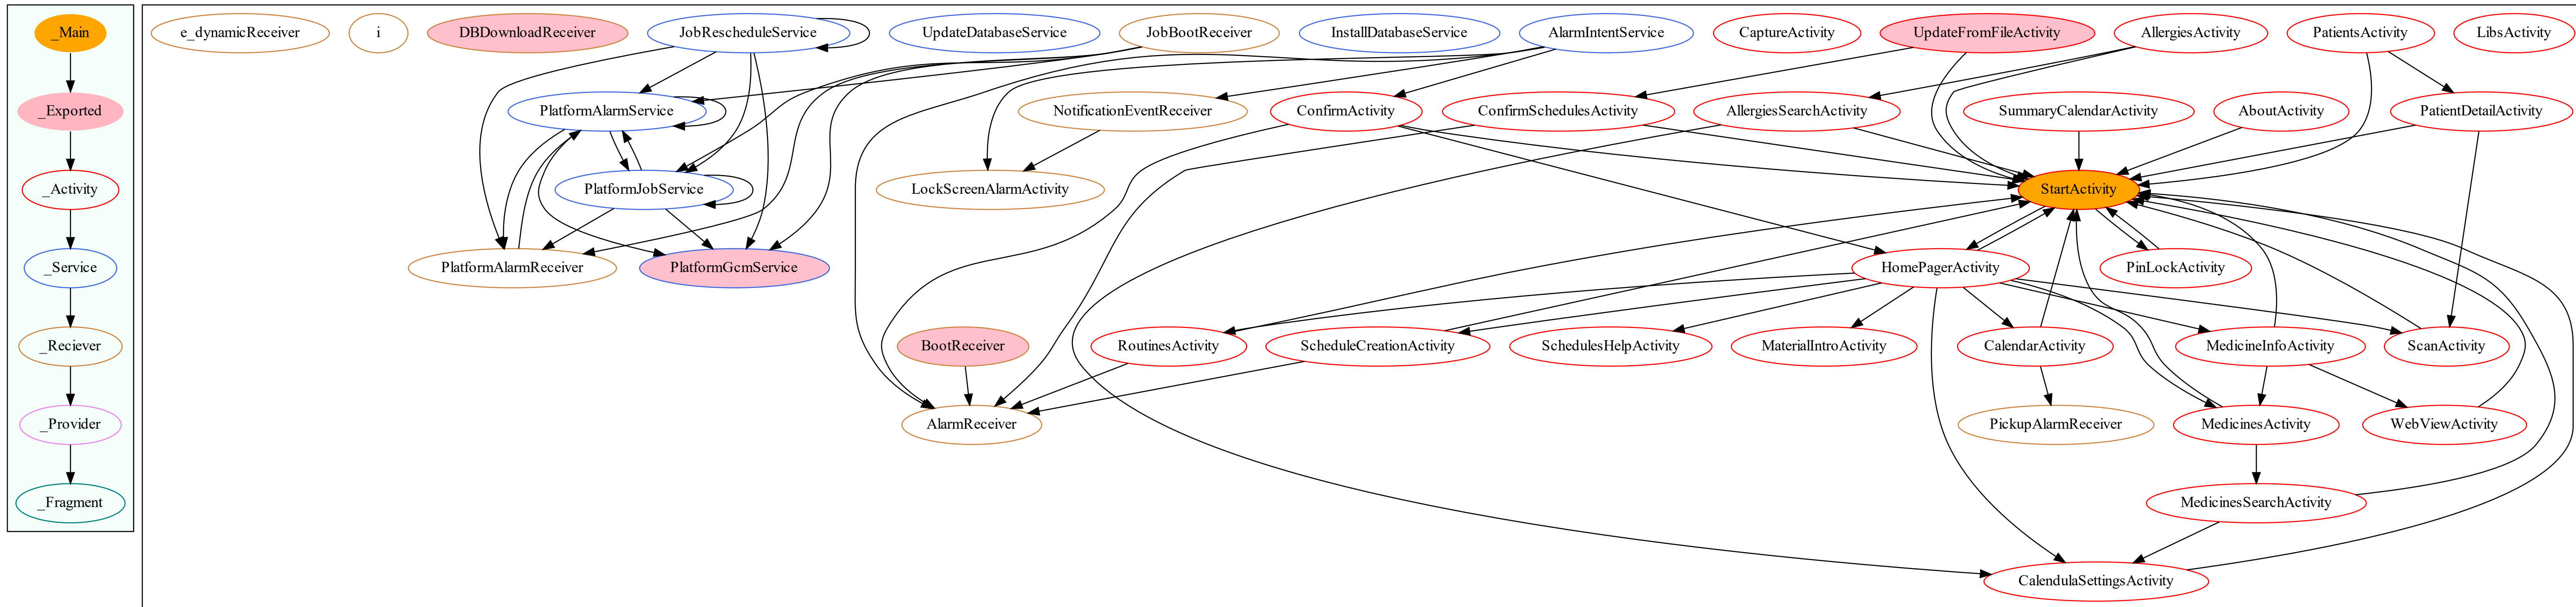 _Main
_Exported
_Activity
_Service
_Reciever
_Provider
_Fragment
e_dynamicReceiver
i
DBDownloadReceiver
JobRescheduleService
UpdateDatabaseService
JobBootReceiver
InstallDatabaseService
AlarmIntentService
CaptureActivity
UpdateFromFileActivity
AllergiesActivity
PatientsActivity
LibsActivity
PlatformAlarmService
NotificationEventReceiver
ConfirmActivity
ConfirmSchedulesActivity
AllergiesSearchActivity
SummaryCalendarActivity
AboutActivity
PatientDetailActivity
PlatformJobService
LockScreenAlarmActivity
StartActivity
PlatformAlarmReceiver
PlatformGcmService
HomePagerActivity
PinLockActivity
BootReceiver
RoutinesActivity
ScheduleCreationActivity
SchedulesHelpActivity
MaterialIntroActivity
CalendarActivity
MedicineInfoActivity
ScanActivity
AlarmReceiver
PickupAlarmReceiver
MedicinesActivity
WebViewActivity
MedicinesSearchActivity
CalendulaSettingsActivity